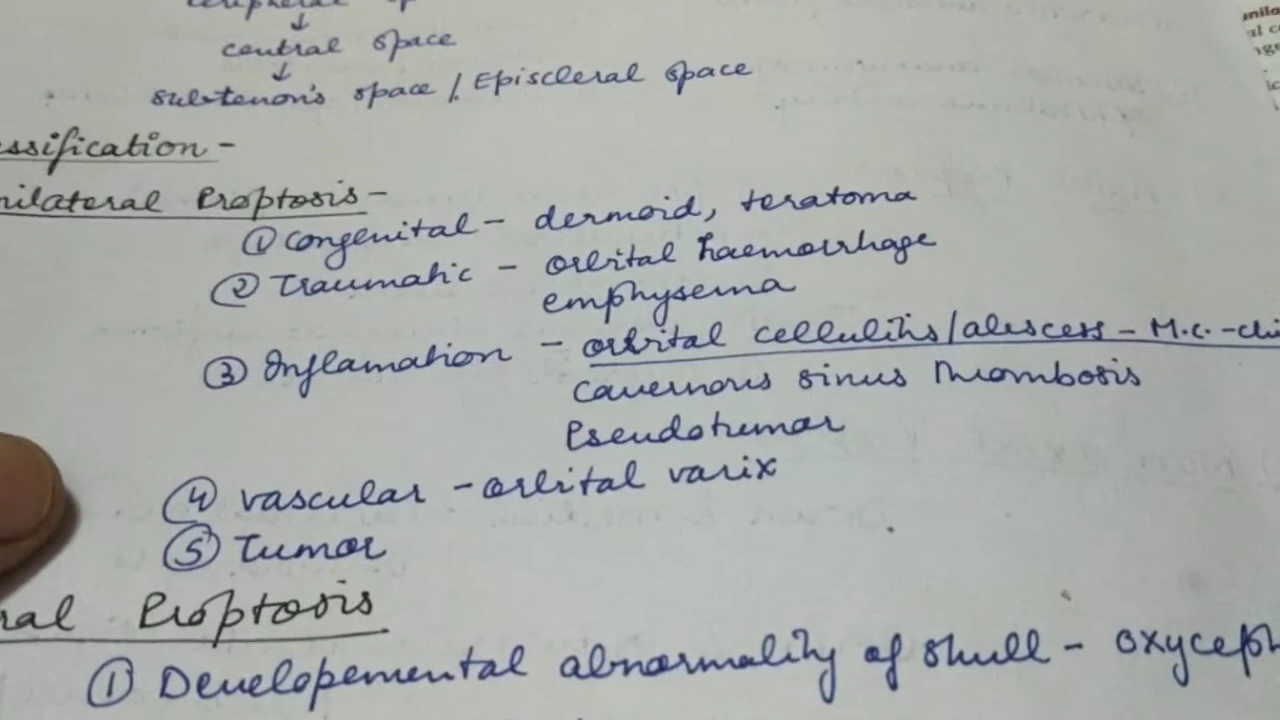 central space
↓
subtenon's space / Episcleral space
ssification -
nilateral Proptosis -
① Congenital - dermoid, teratoma
② Traumatic - orbital haemorrhage
emphysema
③ Inflamation - orbital cellulitis/abscess - M.C. - chi
Cavernous sinus Thrombosis
Pseudotumar
④ vascular - orbital varix
⑤ Tumor
ral Proptosis
① Developemental abnormality of skull - oxyceph